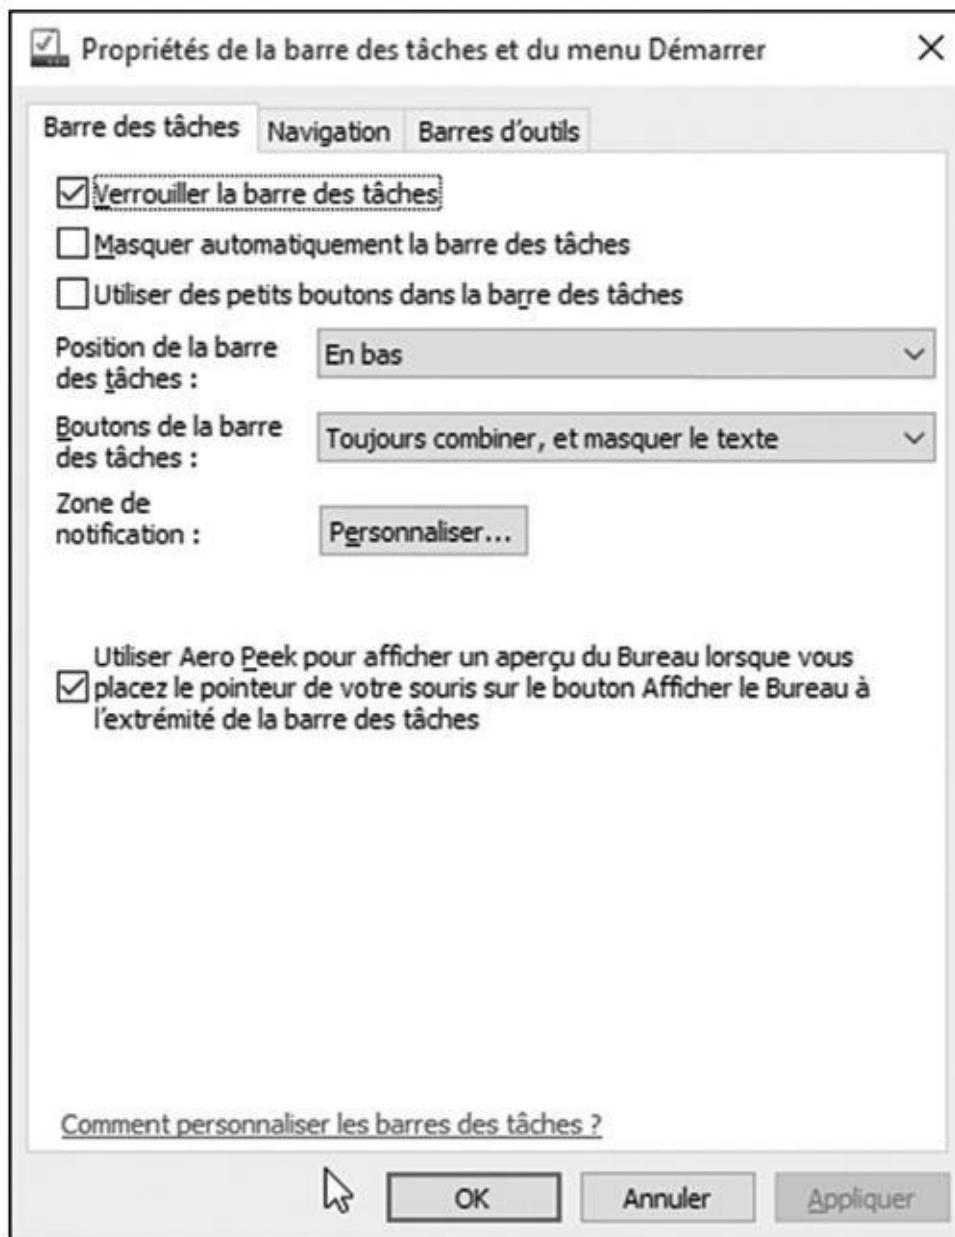 Propriétés de la barre des tâches et du menu Démarrer
Barre des tâches
Navigation
Barres d'outils
Verrouiller la barre des tâches
Masquer automatiquement la barre des tâches
Utiliser des petits boutons dans la barre des tâches
Position de la barre
des tâches :
En bas
Boutons de la barre
des tâches :
Toujours combiner, et masquer le texte
Zone de
notification :
Personnaliser...
Utiliser Aero Peek pour afficher un aperçu du Bureau lorsque vous
placez le pointeur de votre souris sur le bouton Afficher le Bureau à
l'extrémité de la barre des tâches
Comment personnaliser les barres des tâches ?
OK
Annuler
Appliquer